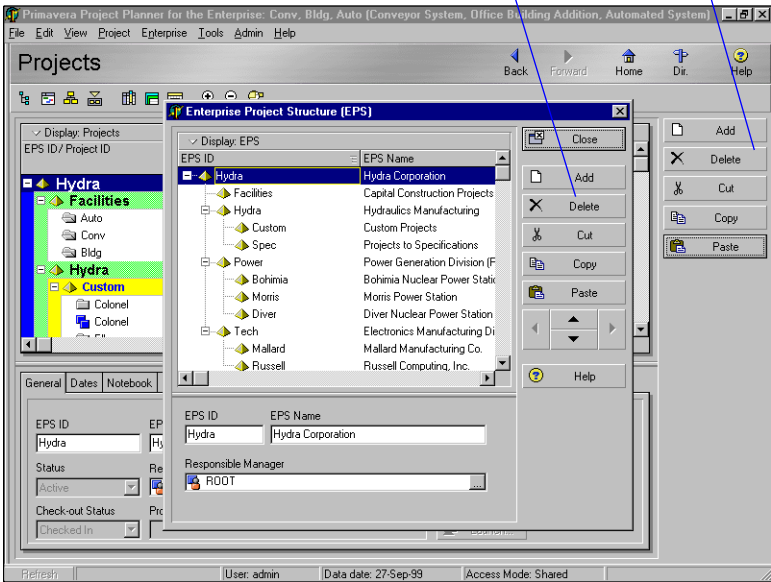 Primavera Project Planner for the Enterprise: Conv, Bldg, Auto (Conveyor System, Office Building Addition, Automated System)
File Edit View Project Enterprise Tools Admin Help
Projects
Back Forward Home Dir. Help
Enterprise Project Structure (EPS)
Display: Projects
EPS ID / Project ID
Hydra
Facilities
Auto
Conv
Bldg
Hydra
Custom
Colonel
Colonel
Display: EPS
EPS ID EPS Name
Hydra Hydra Corporation
Facilities Capital Construction Projects
Hydra Hydraulics Manufacturing
Custom Custom Projects
Spec Projects to Specifications
Power Power Generation Division (F
Bohimia Bohimia Nuclear Power Static
Morris Morris Power Station
Diver Diver Nuclear Power Station
Tech Electronics Manufacturing Di
Mallard Mallard Manufacturing Co.
Russell Russell Computing, Inc.
Close
Add
Delete
Cut
Copy
Paste
Help
Add
Delete
Cut
Copy
Paste
EPS ID EPS Name
Hydra Hydra Corporation
Responsible Manager
ROOT
...
General Dates Notebook
EPS ID EP
Hydra Hy
Status Re
Active
Check-out Status Pro
Checked In
Refresh User: admin Data date: 27-Sep-99 Access Mode: Shared